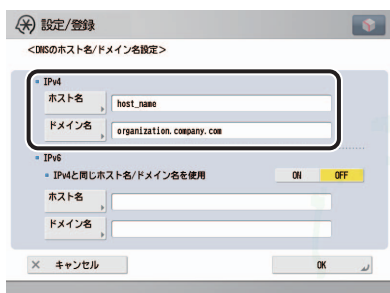 設定/登録
<DNSのホスト名/ドメイン名設定>
IPv4
ホスト名 host_name
ドメイン名 organization.company.com
IPv6
IPv4と同じホスト名/ドメイン名を使用 ON OFF
ホスト名
ドメイン名
× キャンセル OK